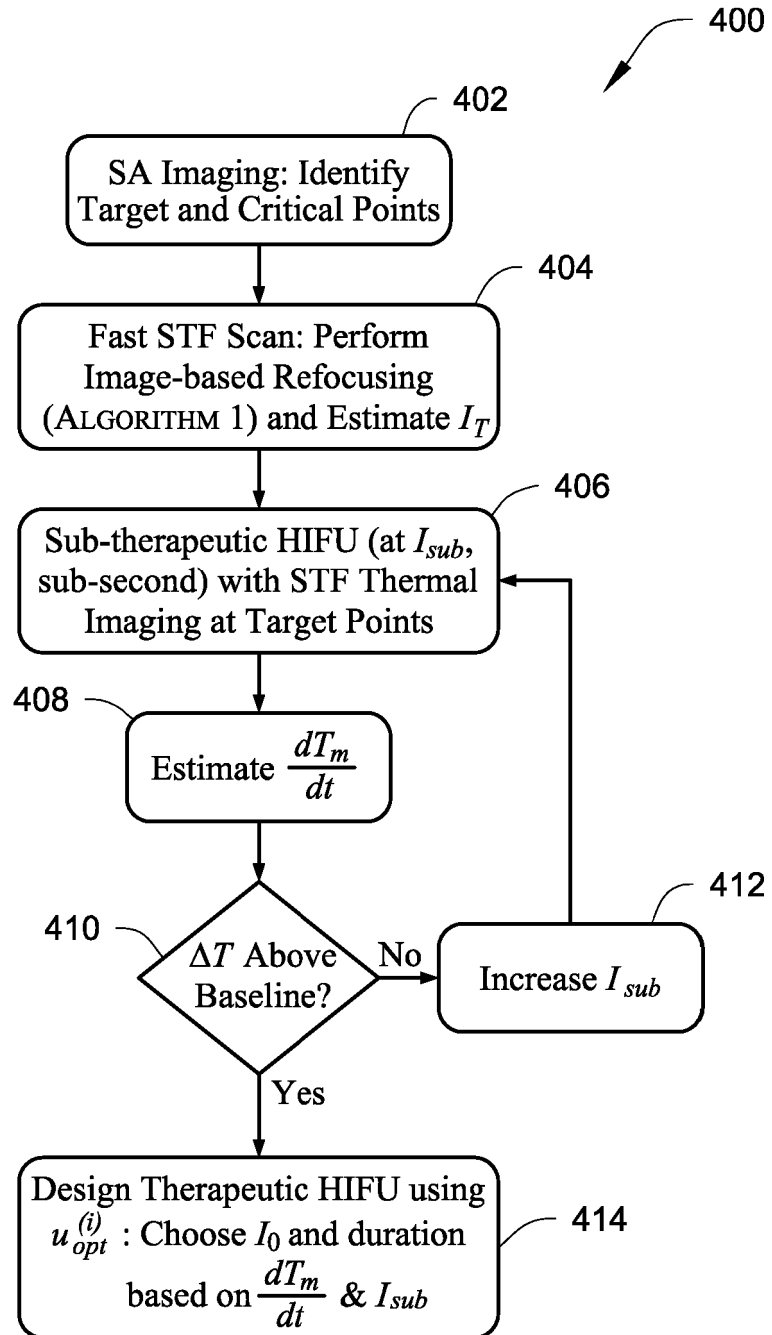 400
402
SA Imaging: Identify
Target and Critical Points
404
Fast STF Scan: Perform
Image-based Refocusing
(ALGORITHM 1) and Estimate I_T
406
Sub-therapeutic HIFU (at I_sub,
sub-second) with STF Thermal
Imaging at Target Points
408
Estimate dT_m/dt
410
ΔT Above
Baseline?
No
412
Increase I_sub
Yes
Design Therapeutic HIFU using
u_opt^(i) : Choose I_0 and duration
based on dT_m/dt & I_sub
414